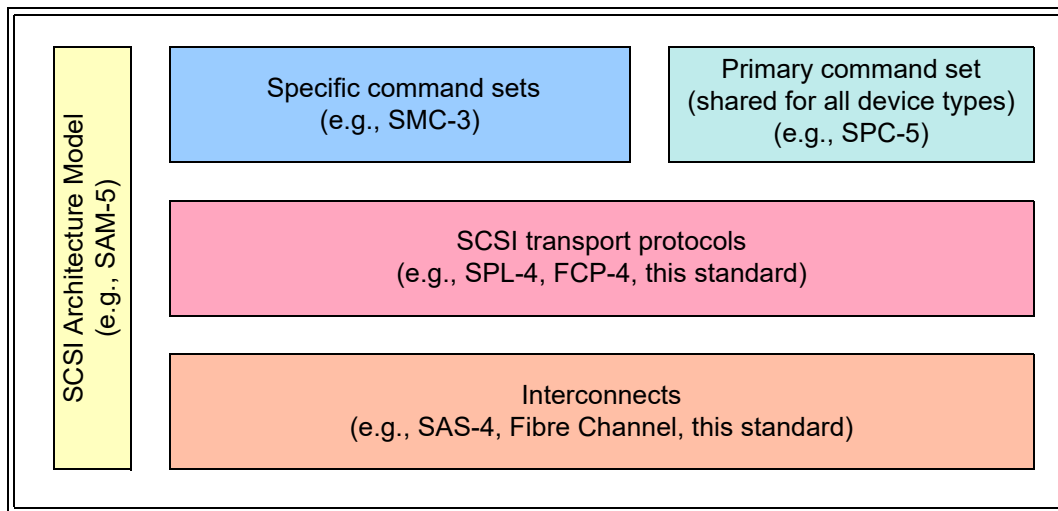 SCSI Architecture Model
(e.g., SAM-5)
Specific command sets
(e.g., SMC-3)
Primary command set
(shared for all device types)
(e.g., SPC-5)
SCSI transport protocols
(e.g., SPL-4, FCP-4, this standard)
Interconnects
(e.g., SAS-4, Fibre Channel, this standard)